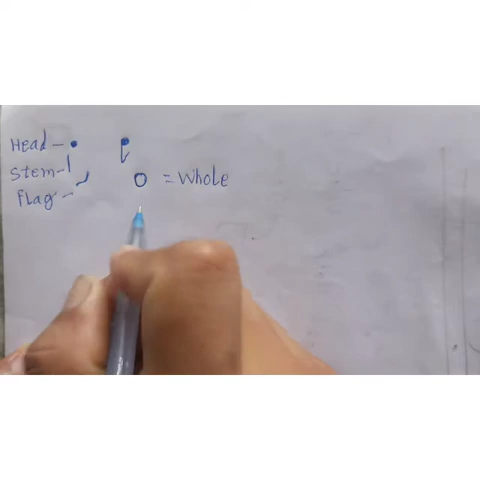 Head –
Stem –
Flag –
= Whole